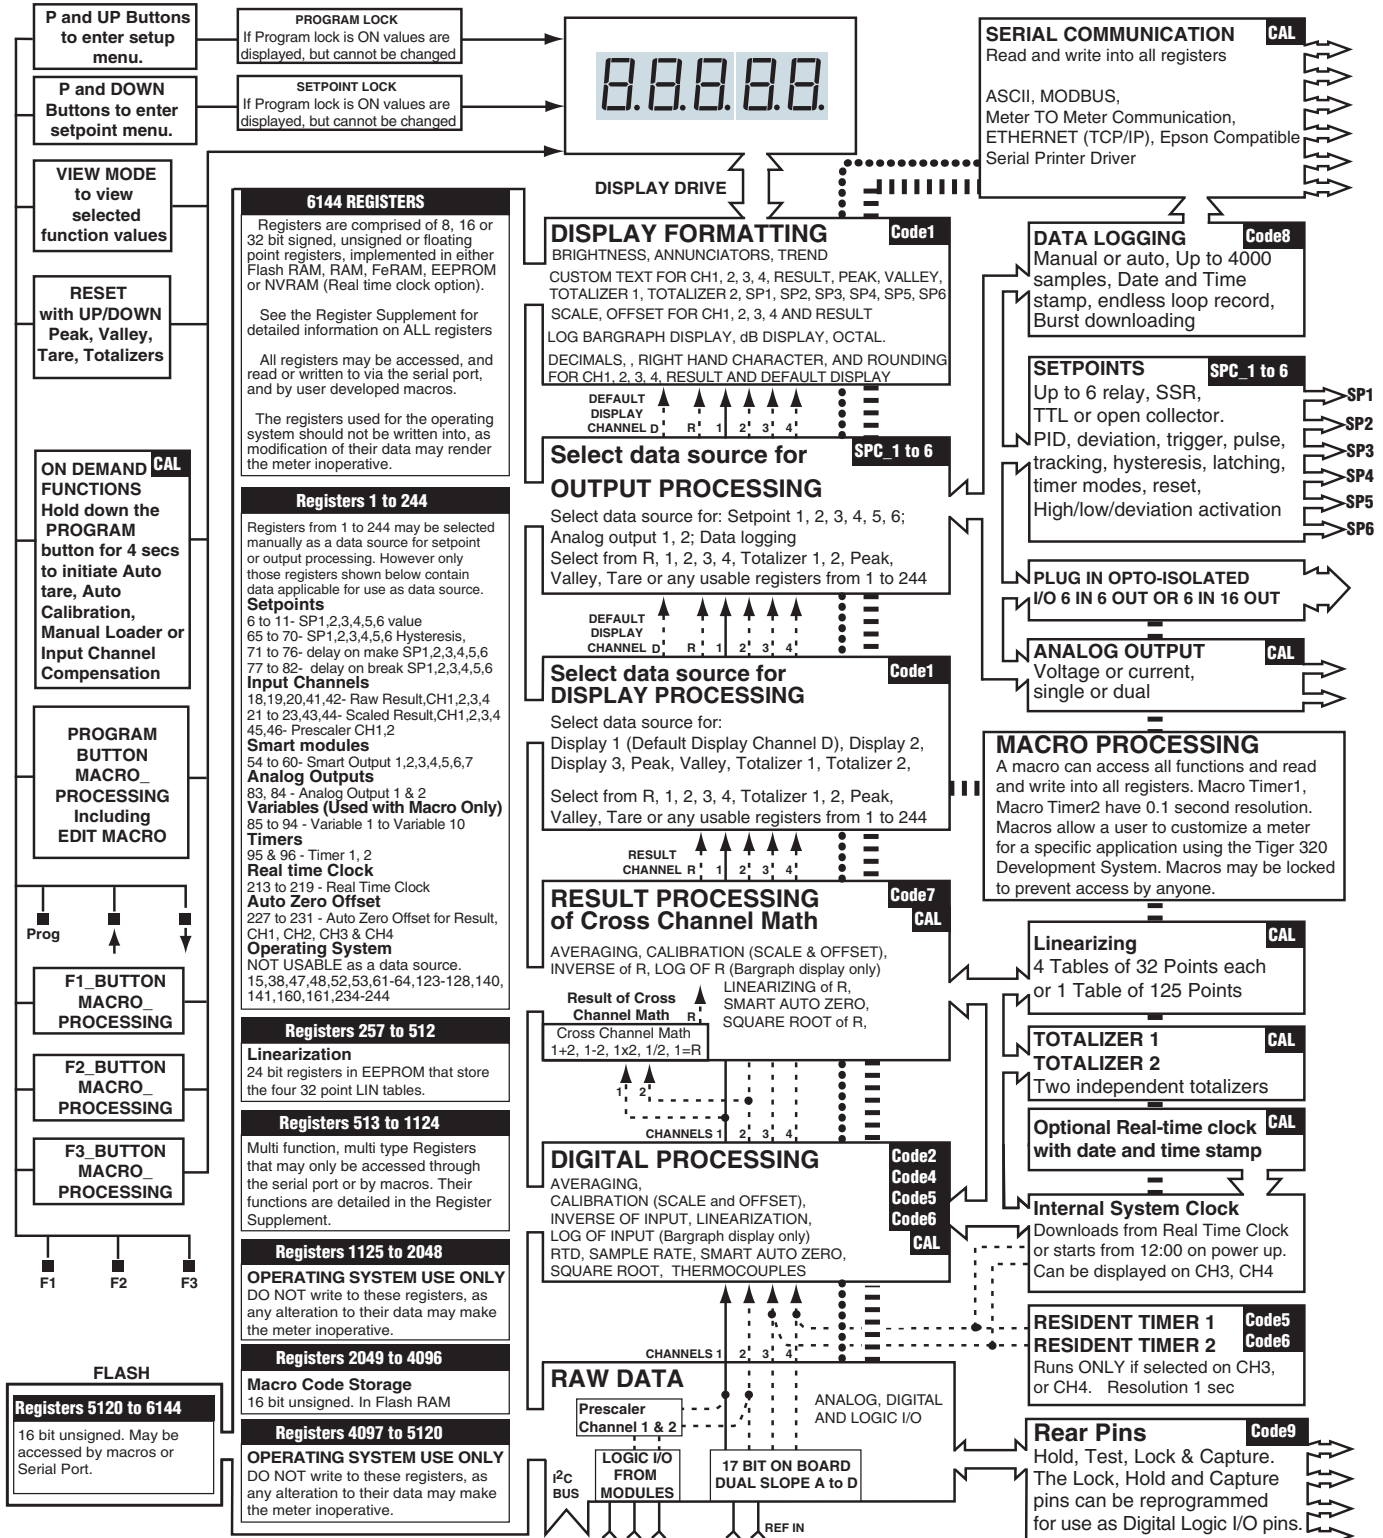 P and UP Buttons
to enter setup
menu.
PROGRAM LOCK
If Program lock is ON values are
displayed, but cannot be changed
P and DOWN
Buttons to enter
setpoint menu.
SETPOINT LOCK
If Program lock is ON values are
displayed, but cannot be changed
VIEW MODE
to view
selected
function values
RESET
with UP/DOWN
Peak, Valley,
Tare, Totalizers
ON DEMAND CAL
FUNCTIONS
Hold down the
PROGRAM
button for 4 secs
to initiate Auto
tare, Auto
Calibration,
Manual Loader or
Input Channel
Compensation
PROGRAM
BUTTON
MACRO_
PROCESSING
Including
EDIT MACRO
Prog
F1_BUTTON
MACRO_
PROCESSING
F2_BUTTON
MACRO_
PROCESSING
F3_BUTTON
MACRO_
PROCESSING
F1 F2 F3
FLASH
Registers 5120 to 6144
16 bit unsigned. May be
accessed by macros or
Serial Port.
6144 REGISTERS
Registers are comprised of 8, 16 or
32 bit signed, unsigned or floating
point registers, implemented in either
Flash RAM, RAM, FeRAM, EEPROM
or NVRAM (Real time clock option).
See the Register Supplement for
detailed information on ALL registers
All registers may be accessed, and
read or written to via the serial port,
and by user developed macros.
The registers used for the operating
system should not be written into, as
modification of their data may render
the meter inoperative.
Registers 1 to 244
Registers from 1 to 244 may be selected
manually as a data source for setpoint
or output processing. However only
those registers shown below contain
data applicable for use as data source.
Setpoints
6 to 11- SP1,2,3,4,5,6 value
65 to 70- SP1,2,3,4,5,6 Hysteresis,
71 to 76- delay on make SP1,2,3,4,5,6
77 to 82- delay on break SP1,2,3,4,5,6
Input Channels
18,19,20,41,42- Raw Result,CH1,2,3,4
21 to 23,43,44- Scaled Result,CH1,2,3,4
45,46- Prescaler CH1,2
Smart modules
54 to 60- Smart Output 1,2,3,4,5,6,7
Analog Outputs
83, 84 - Analog Output 1 & 2
Variables (Used with Macro Only)
85 to 94 - Variable 1 to Variable 10
Timers
95 & 96 - Timer 1, 2
Real time Clock
213 to 219 - Real Time Clock
Auto Zero Offset
227 to 231 - Auto Zero Offset for Result,
CH1, CH2, CH3 & CH4
Operating System
NOT USABLE as a data source.
15,38,47,48,52,53,61-64,123-128,140,
141,160,161,234-244
Registers 257 to 512
Linearization
24 bit registers in EEPROM that store
the four 32 point LIN tables.
Registers 513 to 1124
Multi function, multi type Registers
that may only be accessed through
the serial port or by macros. Their
functions are detailed in the Register
Supplement.
Registers 1125 to 2048
OPERATING SYSTEM USE ONLY
DO NOT write to these registers, as
any alteration to their data may make
the meter inoperative.
Registers 2049 to 4096
Macro Code Storage
16 bit unsigned. In Flash RAM
Registers 4097 to 5120
OPERATING SYSTEM USE ONLY
DO NOT write to these registers, as
any alteration to their data may make
the meter inoperative.
8.8.8.8.8.
DISPLAY DRIVE
DISPLAY FORMATTING Code1
BRIGHTNESS, ANNUNCIATORS, TREND
CUSTOM TEXT FOR CH1, 2, 3, 4, RESULT, PEAK, VALLEY,
TOTALIZER 1, TOTALIZER 2, SP1, SP2, SP3, SP4, SP5, SP6
SCALE, OFFSET FOR CH1, 2, 3, 4 AND RESULT
LOG BARGRAPH DISPLAY, dB DISPLAY, OCTAL.
DECIMALS, , RIGHT HAND CHARACTER, AND ROUNDING
FOR CH1, 2, 3, 4, RESULT AND DEFAULT DISPLAY
DEFAULT
DISPLAY
CHANNEL D R 1 2 3 4
Select data source for SPC_1 to 6
OUTPUT PROCESSING
Select data source for: Setpoint 1, 2, 3, 4, 5, 6;
Analog output 1, 2; Data logging
Select from R, 1, 2, 3, 4, Totalizer 1, 2, Peak,
Valley, Tare or any usable registers from 1 to 244
DEFAULT
DISPLAY
CHANNEL D R 1 2 3 4
Select data source for Code1
DISPLAY PROCESSING
Select data source for:
Display 1 (Default Display Channel D), Display 2,
Display 3, Peak, Valley, Totalizer 1, Totalizer 2,
Select from R, 1, 2, 3, 4, Totalizer 1, 2, Peak,
Valley, Tare or any usable registers from 1 to 244
RESULT
CHANNEL R 1 2 3 4
RESULT PROCESSING Code7
of Cross Channel Math CAL
AVERAGING, CALIBRATION (SCALE & OFFSET),
INVERSE of R, LOG OF R (Bargraph display only)
LINEARIZING of R,
SMART AUTO ZERO,
SQUARE ROOT of R,
Result of Cross
Channel Math R
Cross Channel Math
1+2, 1-2, 1x2, 1/2, 1=R
1 2
CHANNELS 1 2 3 4
DIGITAL PROCESSING Code2
Code4
Code5
Code6
CAL
AVERAGING,
CALIBRATION (SCALE and OFFSET),
INVERSE OF INPUT, LINEARIZATION,
LOG OF INPUT (Bargraph display only)
RTD, SAMPLE RATE, SMART AUTO ZERO,
SQUARE ROOT, THERMOCOUPLES
CHANNELS 1 2 3 4
RAW DATA
Prescaler
Channel 1 & 2
ANALOG, DIGITAL
AND LOGIC I/O
LOGIC I/O
FROM
MODULES
17 BIT ON BOARD
DUAL SLOPE A to D
I²C
BUS
REF IN
SERIAL COMMUNICATION CAL
Read and write into all registers
ASCII, MODBUS,
Meter TO Meter Communication,
ETHERNET (TCP/IP), Epson Compatible
Serial Printer Driver
DATA LOGGING Code8
Manual or auto, Up to 4000
samples, Date and Time
stamp, endless loop record,
Burst downloading
SETPOINTS SPC_1 to 6
Up to 6 relay, SSR,
TTL or open collector.
PID, deviation, trigger, pulse,
tracking, hysteresis, latching,
timer modes, reset,
High/low/deviation activation
SP1
SP2
SP3
SP4
SP5
SP6
PLUG IN OPTO-ISOLATED
I/O 6 IN 6 OUT OR 6 IN 16 OUT
ANALOG OUTPUT CAL
Voltage or current,
single or dual
MACRO PROCESSING
A macro can access all functions and read
and write into all registers. Macro Timer1,
Macro Timer2 have 0.1 second resolution.
Macros allow a user to customize a meter
for a specific application using the Tiger 320
Development System. Macros may be locked
to prevent access by anyone.
Linearizing CAL
4 Tables of 32 Points each
or 1 Table of 125 Points
TOTALIZER 1 CAL
TOTALIZER 2
Two independent totalizers
Optional Real-time clock CAL
with date and time stamp
Internal System Clock
Downloads from Real Time Clock
or starts from 12:00 on power up.
Can be displayed on CH3, CH4
RESIDENT TIMER 1 Code5
RESIDENT TIMER 2 Code6
Runs ONLY if selected on CH3,
or CH4. Resolution 1 sec
Rear Pins Code9
Hold, Test, Lock & Capture.
The Lock, Hold and Capture
pins can be reprogrammed
for use as Digital Logic I/O pins.